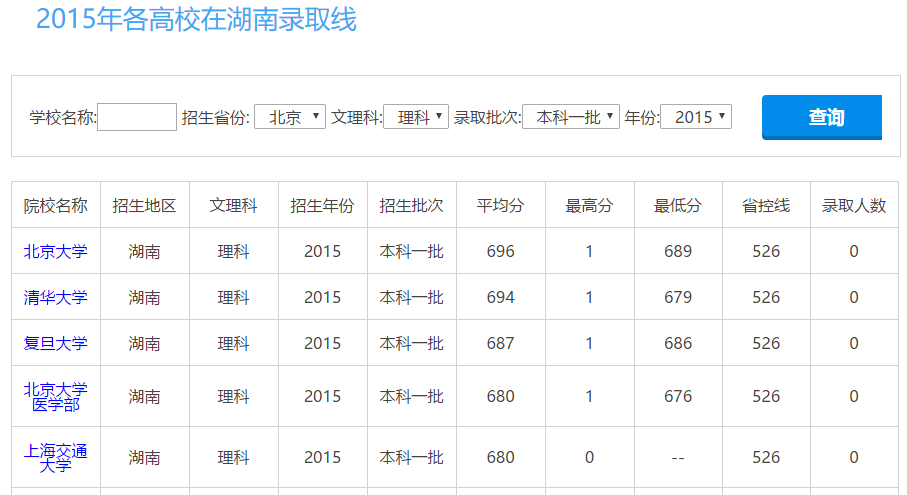 2015年各高校在湖南录取线
学校名称: 招生省份: 北京 文理科: 理科 录取批次: 本科一批 年份: 2015 查询
院校名称 招生地区 文理科 招生年份 招生批次 平均分 最高分 最低分 省控线 录取人数
北京大学 湖南 理科 2015 本科一批 696 1 689 526 0
清华大学 湖南 理科 2015 本科一批 694 1 679 526 0
复旦大学 湖南 理科 2015 本科一批 687 1 686 526 0
北京大学
医学部 湖南 理科 2015 本科一批 680 1 676 526 0
上海交通
大学 湖南 理科 2015 本科一批 680 0 -- 526 0